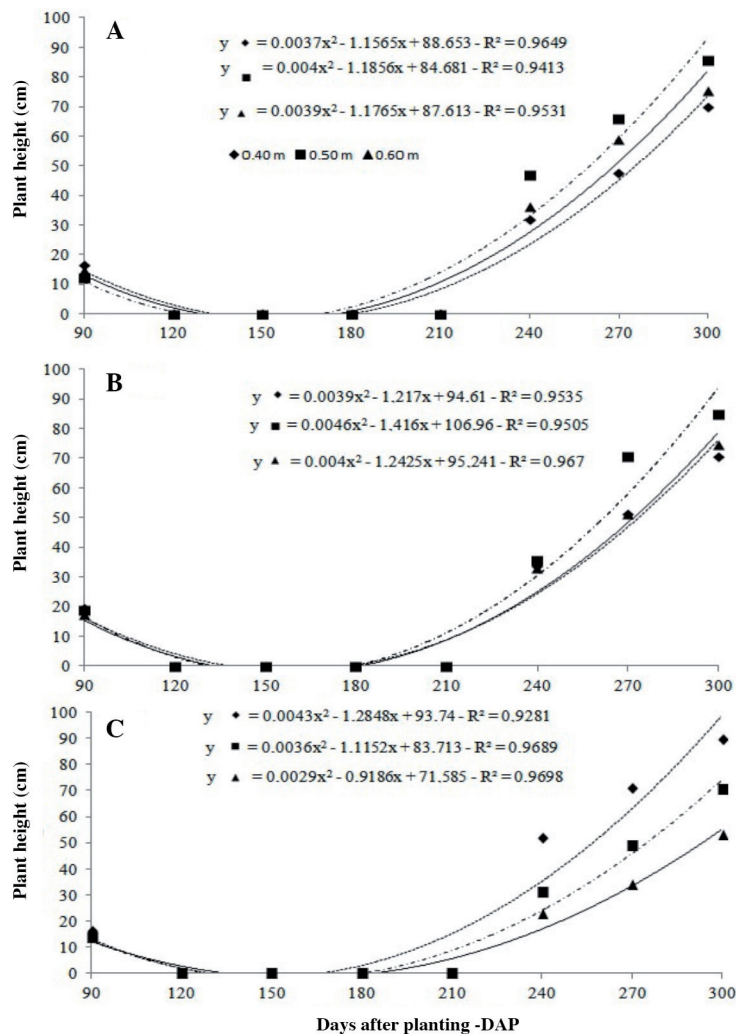 A
y ◆ = 0.0037x² - 1.1565x + 88.653 - R² = 0.9649
y ■ = 0.004x² - 1.1856x + 84.681 - R² = 0.9413
y ▲ = 0.0039x² - 1.1765x + 87.613 - R² = 0.9531
◆ 0.40 m ■ 0.50 m ▲ 0.60 m
Plant height (cm)
100
90
80
70
60
50
40
30
20
10
0
90 120 150 180 210 240 270 300
B
y ◆ = 0.0039x² - 1.217x + 94.61 - R² = 0.9535
y ■ = 0.0046x² - 1.416x + 106.96 - R² = 0.9505
y ▲ = 0.004x² - 1.2425x + 95.241 - R² = 0.967
Plant height (cm)
100
90
80
70
60
50
40
30
20
10
0
90 120 150 180 210 240 270 300
C
y ◆ = 0.0043x² - 1.2848x + 93.74 - R² = 0.9281
y ■ = 0.0036x² - 1.1152x + 83.713 - R² = 0.9689
y ▲ = 0.0029x² - 0.9186x + 71.585 - R² = 0.9698
Plant height (cm)
100
90
80
70
60
50
40
30
20
10
0
90 120 150 180 210 240 270 300
Days after planting -DAP